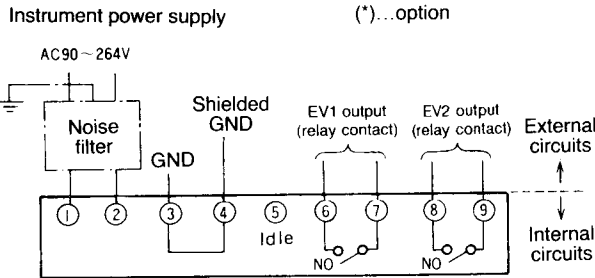 Instrument power supply
(*)...option
AC90～264V
Noise
filter
GND
Shielded
GND
EV1 output
(relay contact)
EV2 output
(relay contact)
External
circuits
① ② ③ ④ ⑤ ⑥ ⑦ ⑧ ⑨
Idle
NO
NO
Internal
circuits